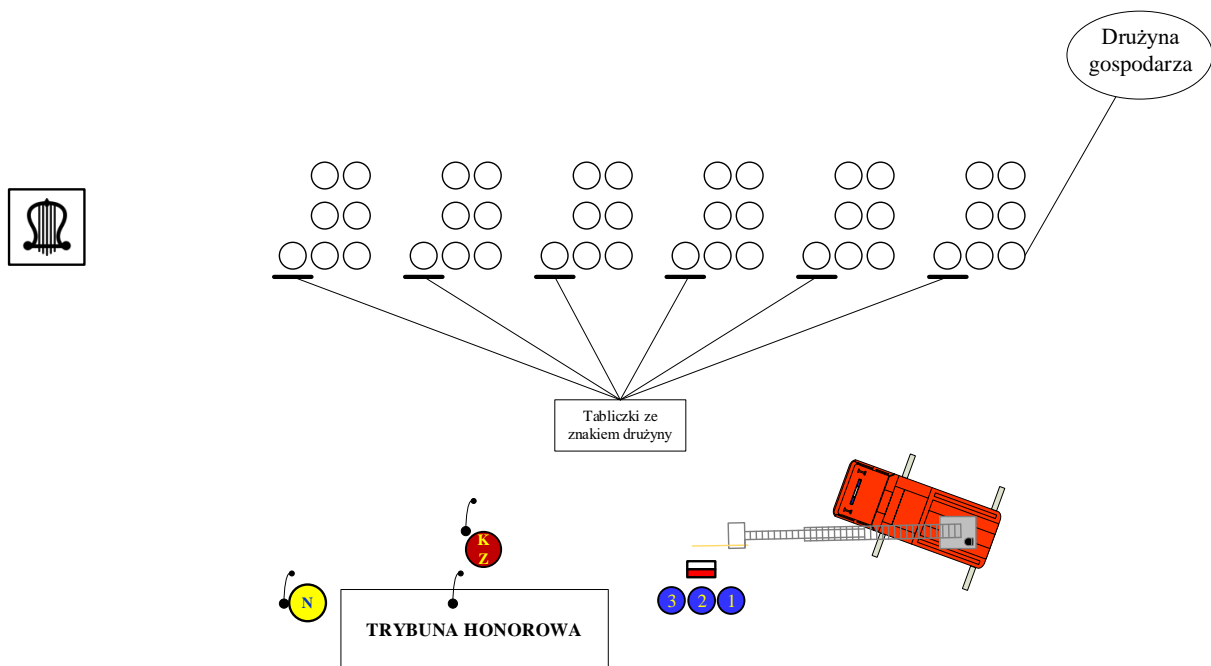 Drużyna
gospodarza
Tabliczki ze
znakiem drużyny
K
Z
N
3 2 1
TRYBUNA HONOROWA